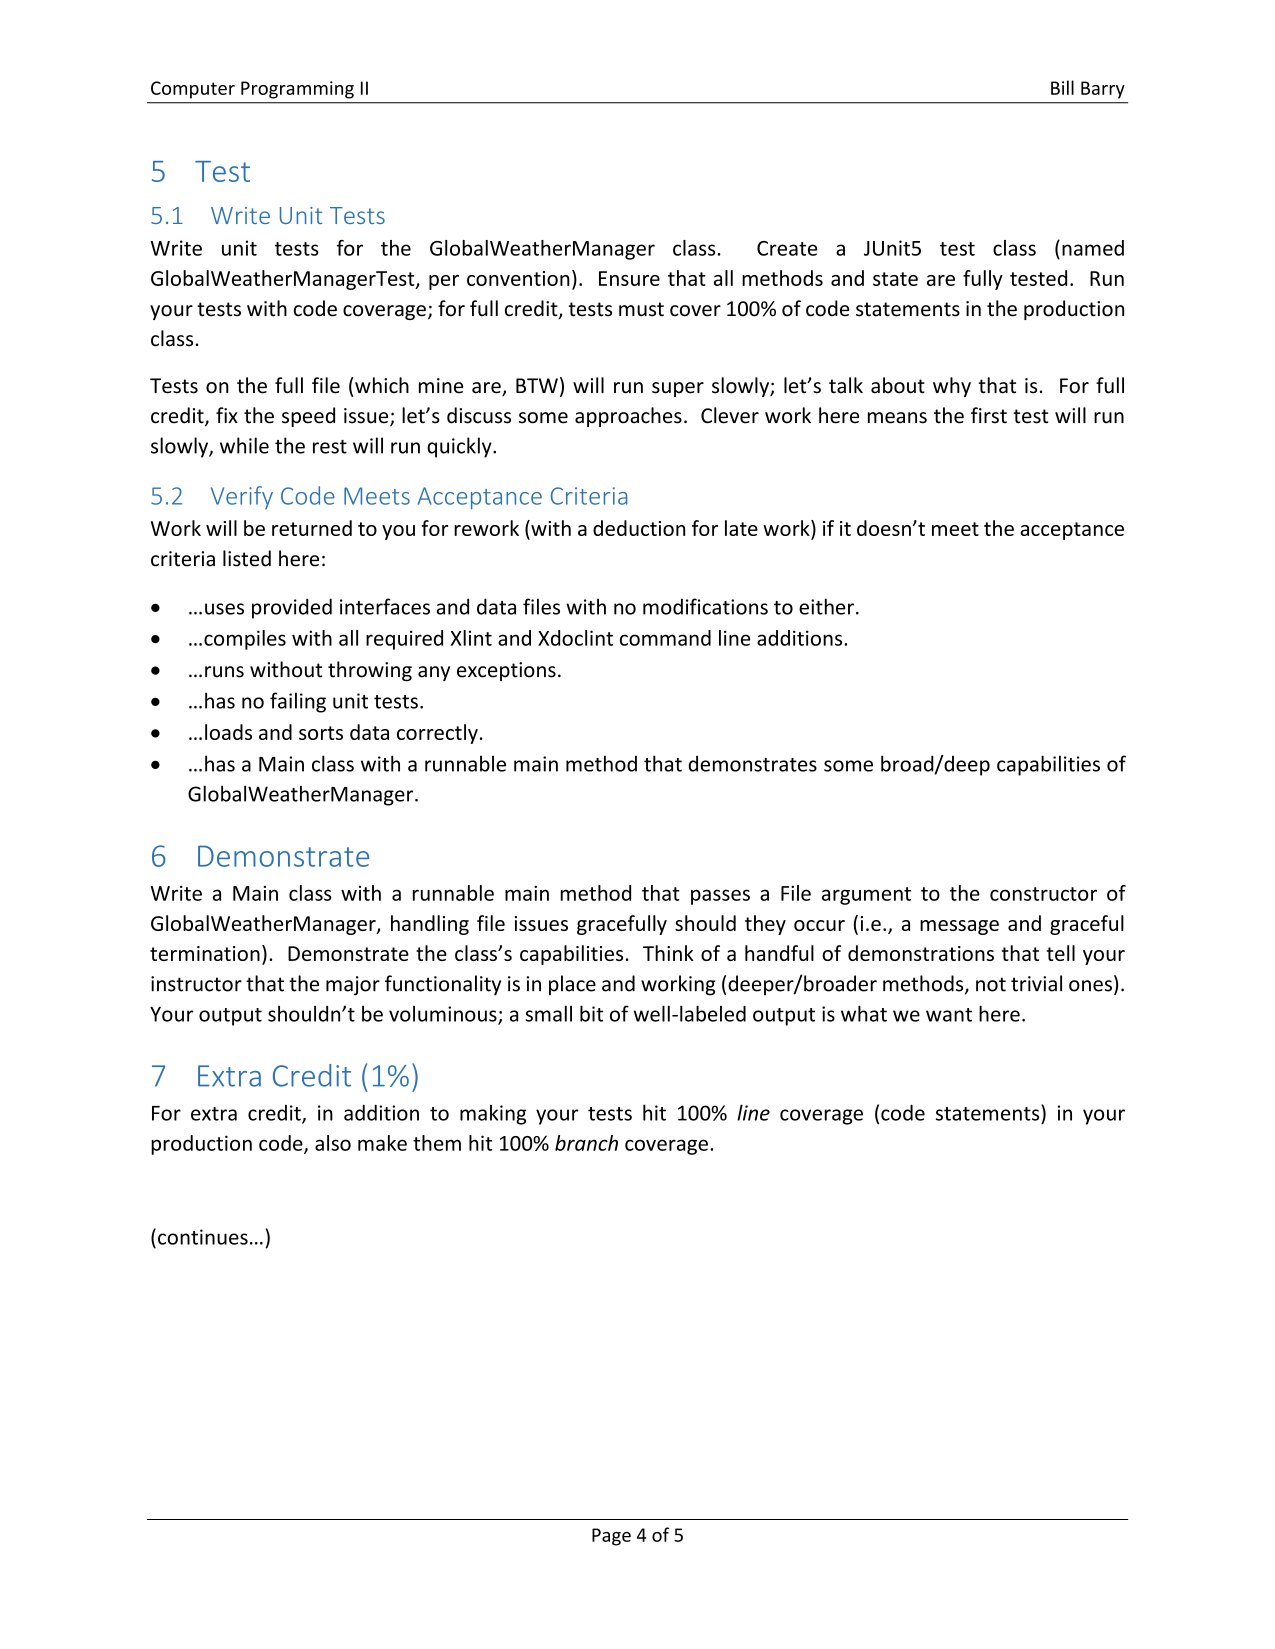 Computer Programming II Bill Barry
5 Test
5.1 Write Unit Tests
Write unit tests for the GlobalWeatherManager class. Create a JUnit5 test class (named
GlobalWeatherManagerTest, per convention). Ensure that all methods and state are fully tested. Run
your tests with code coverage; for full credit, tests must cover 100% of code statements in the production
class.
Tests on the full file (which mine are, BTW) will run super slowly; let’s talk about why that is. For full
credit, fix the speed issue; let’s discuss some approaches. Clever work here means the first test will run
slowly, while the rest will run quickly.
5.2 Verify Code Meets Acceptance Criteria
Work will be returned to you for rework (with a deduction for late work) if it doesn’t meet the acceptance
criteria listed here:
• …uses provided interfaces and data files with no modifications to either.
• …compiles with all required Xlint and Xdoclint command line additions.
• …runs without throwing any exceptions.
• …has no failing unit tests.
• …loads and sorts data correctly.
• …has a Main class with a runnable main method that demonstrates some broad/deep capabilities of
GlobalWeatherManager.
6 Demonstrate
Write a Main class with a runnable main method that passes a File argument to the constructor of
GlobalWeatherManager, handling file issues gracefully should they occur (i.e., a message and graceful
termination). Demonstrate the class’s capabilities. Think of a handful of demonstrations that tell your
instructor that the major functionality is in place and working (deeper/broader methods, not trivial ones).
Your output shouldn’t be voluminous; a small bit of well-labeled output is what we want here.
7 Extra Credit (1%)
For extra credit, in addition to making your tests hit 100% line coverage (code statements) in your
production code, also make them hit 100% branch coverage.
(continues…)
Page 4 of 5